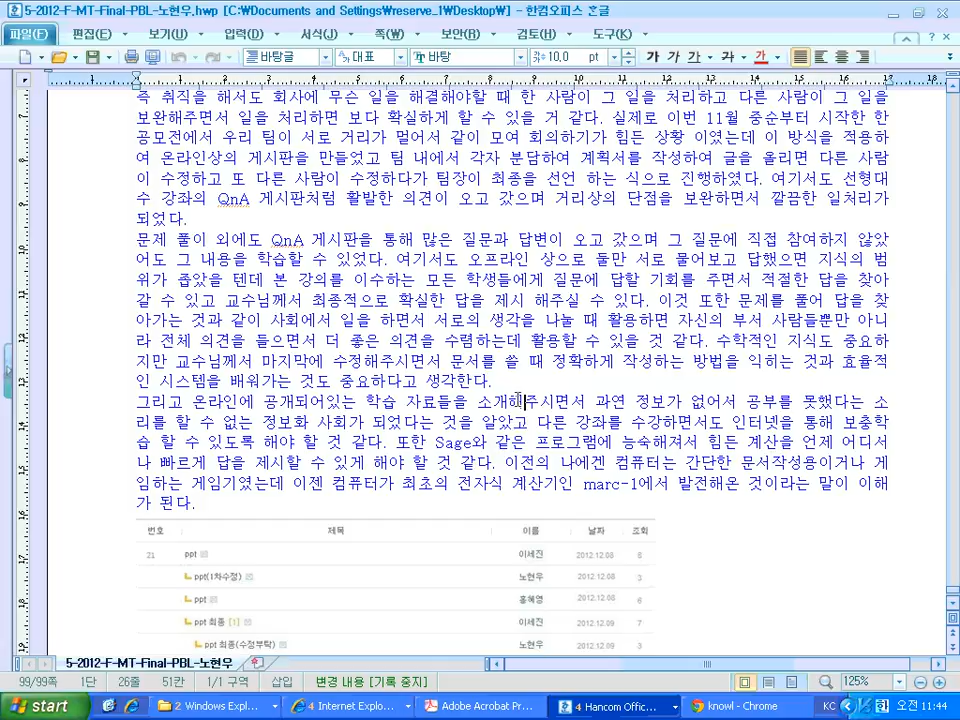 5-2012-F-MT-Final-PBL-노현우.hwp [C:₩Documents and Settings₩reserve_1₩Desktop₩] - 한컴오피스 흔글
파일(F) 편집(E) 보기(U) 입력(D) 서식(J) 쪽(W) 보안(R) 검토(H) 도구(K)
바탕글 대표 바탕 10,0 pt 가 가 가 가 가
1 1 2 3 4 5 6 7 8 9 10 11 12 13 14 15 16 17 18
즉 취직을 해서도 회사에 무슨 일을 해결해야할 때 한 사람이 그 일을 처리하고 다른 사람이 그 일을
보완해주면서 일을 처리하면 보다 확실하게 할 수 있을 거 같다. 실제로 이번 11월 중순부터 시작한 한
공모전에서 우리 팀이 서로 거리가 멀어서 같이 모여 회의하기가 힘든 상황 이였는데 이 방식을 적용하
여 온라인상의 게시판을 만들었고 팀 내에서 각자 분담하여 계획서를 작성하여 글을 올리면 다른 사람
이 수정하고 또 다른 사람이 수정하다가 팀장이 최종을 선언 하는 식으로 진행하였다. 여기서도 선형대
수 강좌의 QnA 게시판처럼 활발한 의견이 오고 갔으며 거리상의 단점을 보완하면서 깔끔한 일처리가
되었다.
문제 풀이 외에도 QnA 게시판을 통해 많은 질문과 답변이 오고 갔으며 그 질문에 직접 참여하지 않았
어도 그 내용을 학습할 수 있었다. 여기서도 오프라인 상으로 둘만 서로 물어보고 답했으면 지식의 범
위가 좁았을 텐데 본 강의를 이수하는 모든 학생들에게 질문에 답할 기회를 주면서 적절한 답을 찾아
갈 수 있고 교수님께서 최종적으로 확실한 답을 제시 해주실 수 있다. 이것 또한 문제를 풀어 답을 찾
아가는 것과 같이 사회에서 일을 하면서 서로의 생각을 나눌 때 활용하면 자신의 부서 사람들뿐만 아니
라 전체 의견을 들으면서 더 좋은 의견을 수렴하는데 활용할 수 있을 것 같다. 수학적인 지식도 중요하
지만 교수님께서 마지막에 수정해주시면서 문서를 쓸 때 정확하게 작성하는 방법을 익히는 것과 효율적
인 시스템을 배워가는 것도 중요하다고 생각한다.
그리고 온라인에 공개되어있는 학습 자료들을 소개해주시면서 과연 정보가 없어서 공부를 못했다는 소
리를 할 수 없는 정보화 사회가 되었다는 것을 알았고 다른 강좌를 수강하면서도 인터넷을 통해 보충학
습 할 수 있도록 해야 할 것 같다. 또한 Sage와 같은 프로그램에 능숙해져서 힘든 계산을 언제 어디서
나 빠르게 답을 제시할 수 있게 해야 할 것 같다. 이전의 나에겐 컴퓨터는 간단한 문서작성용이거나 게
임하는 게임기였는데 이젠 컴퓨터가 최초의 전자식 계산기인 marc-1에서 발전해온 것이라는 말이 이해
가 된다.
번호 제목 이름 날짜 조회
21 ppt 이세진 2012.12.08 8
ppt(1차수정) 노현우 2012.12.08 3
ppt 홍혜영 2012.12.08 6
ppt 최종 [1] 이세진 2012.12.09 7
ppt 최종(수정부탁) 노현우 2012.12.09 3
5-2012-F-MT-Final-PBL-노현우
99/99쪽 1단 26줄 51칸 1/1 구역 삽입 변경 내용 [기록 중지] 125%
start 2 Windows Explo... 4 Internet Explo... Adobe Acrobat Pr... 4 Hancom Offic... knowl - Chrome KC 한 오전 11:44